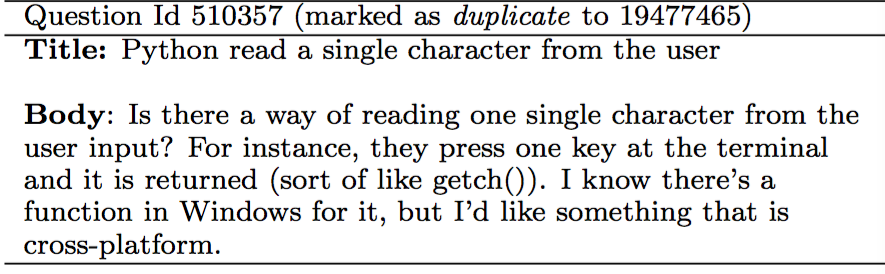 Question Id 510357 (marked as duplicate to 19477465)
Title: Python read a single character from the user
Body: Is there a way of reading one single character from the
user input? For instance, they press one key at the terminal
and it is returned (sort of like getch()). I know there's a
function in Windows for it, but I'd like something that is
cross-platform.